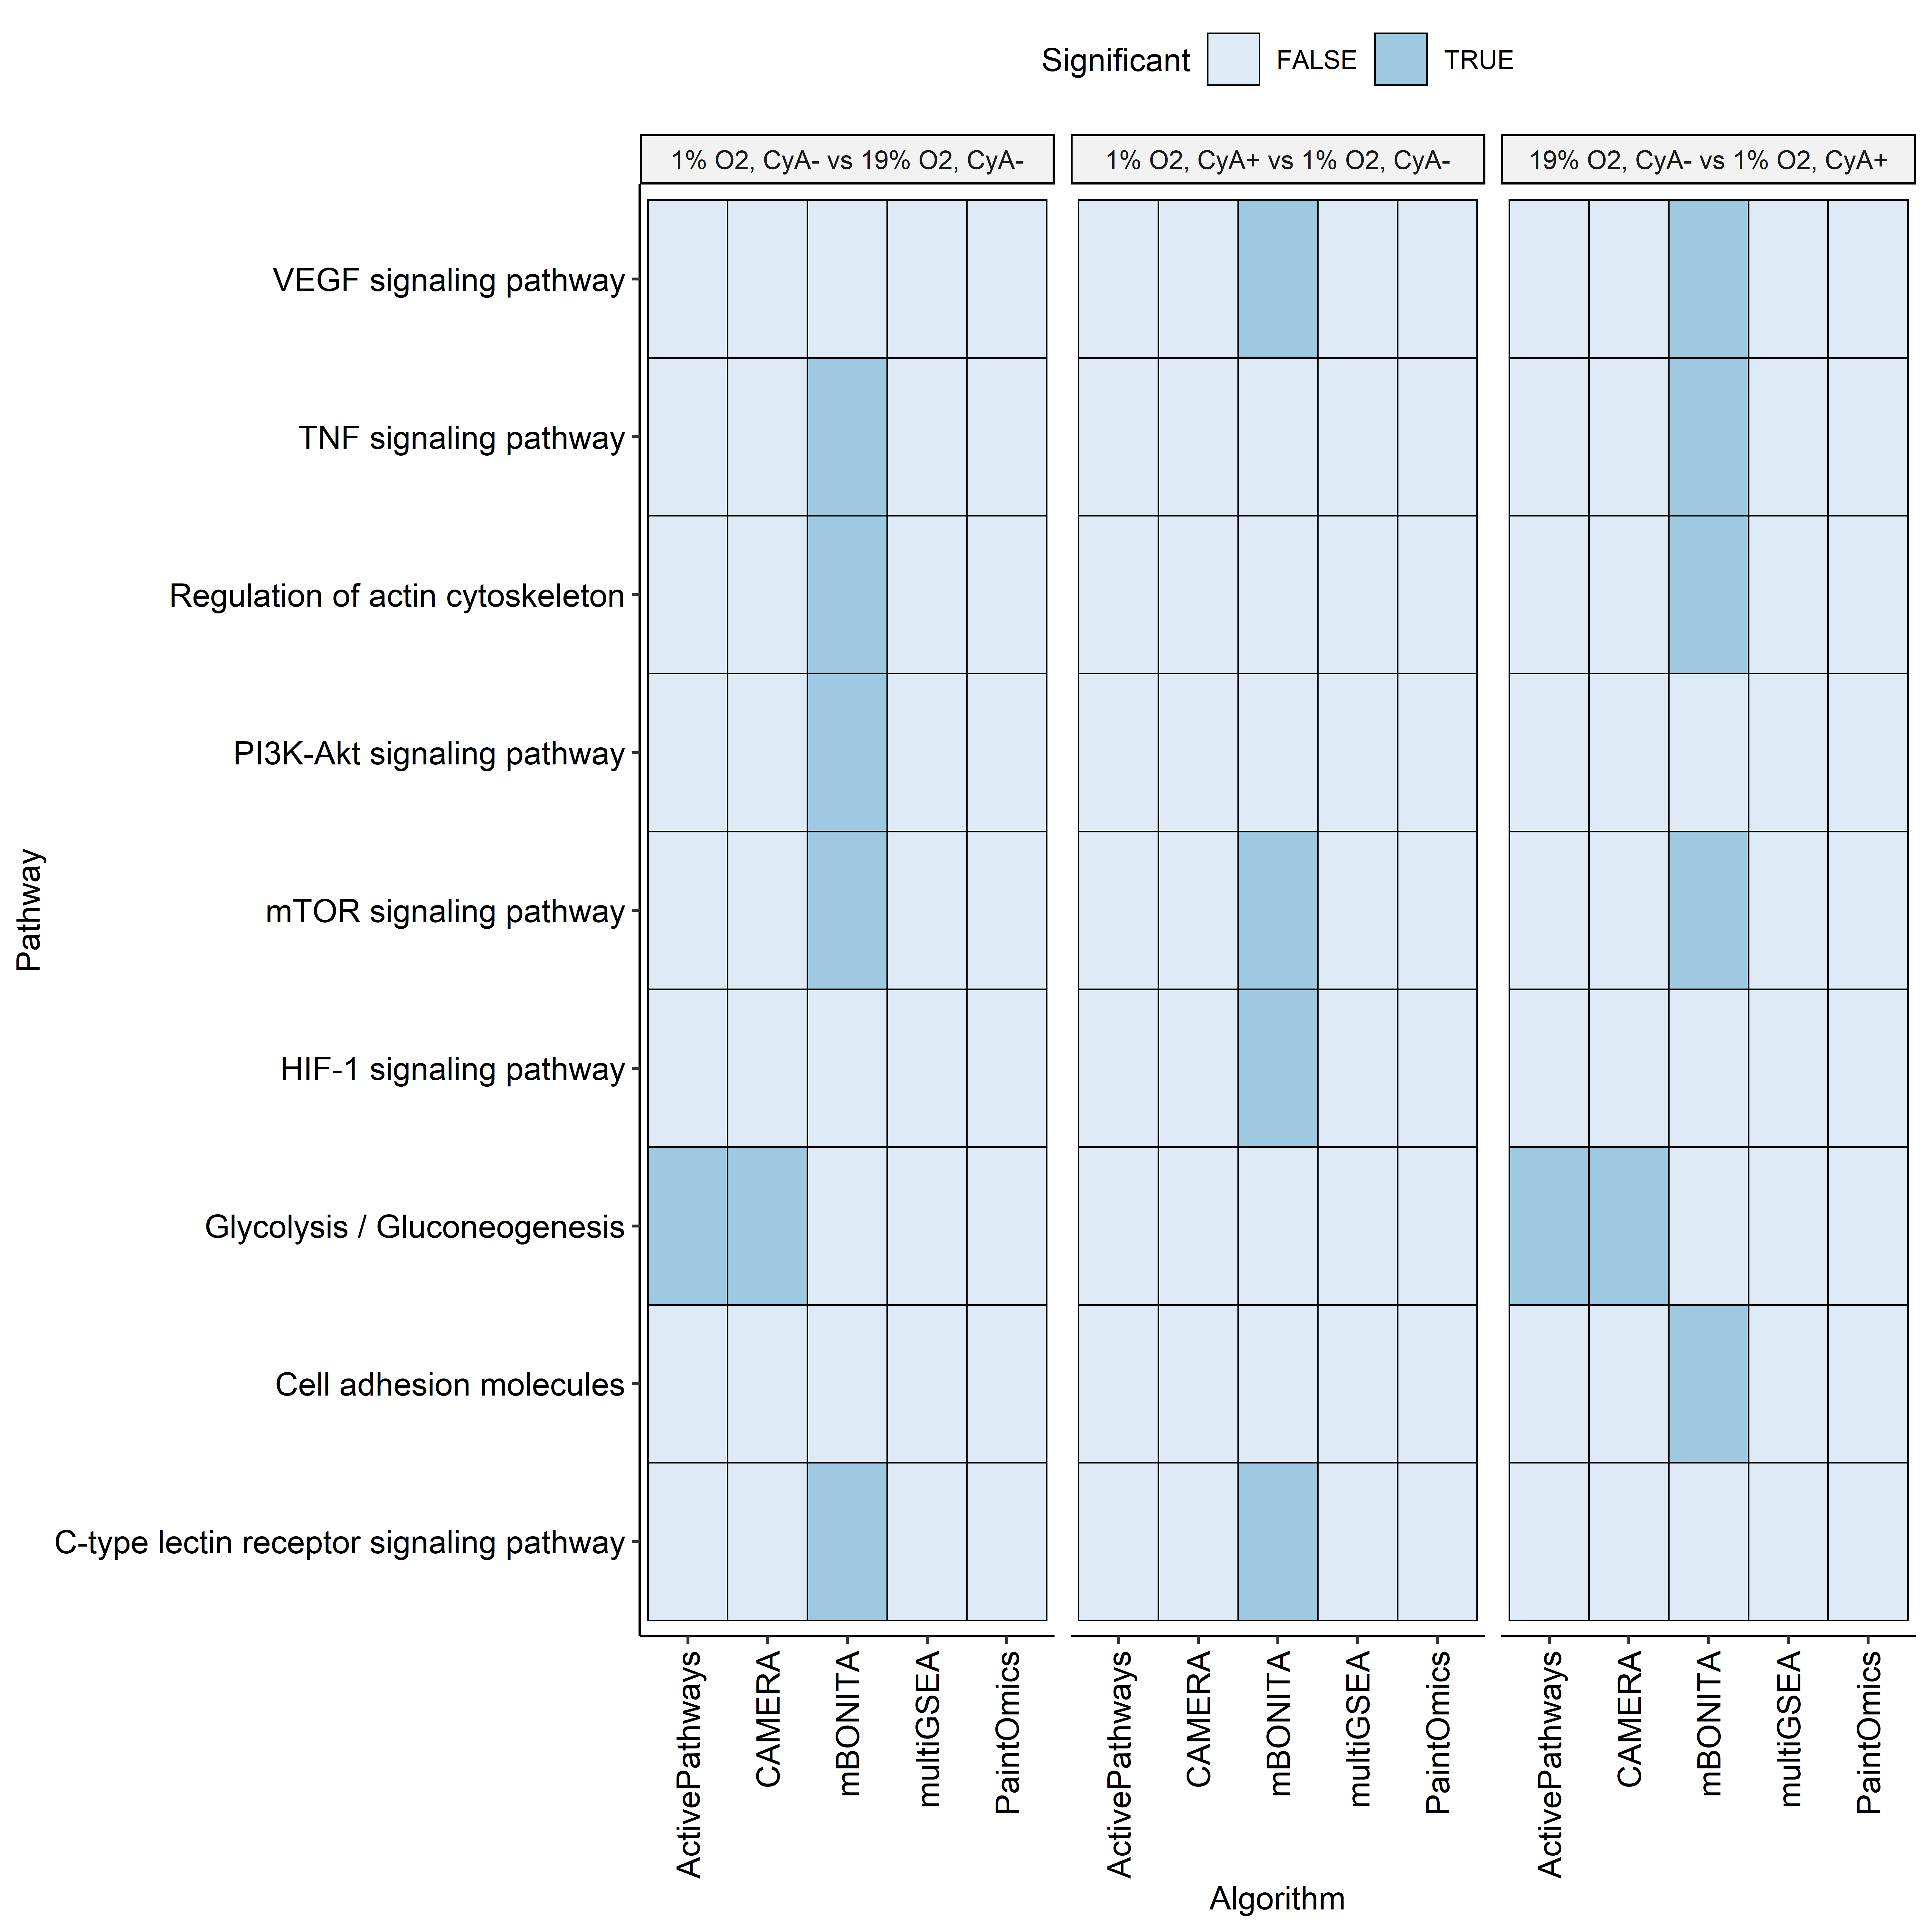 Significant FALSE TRUE
1% O2, CyA- vs 19% O2, CyA-
1% O2, CyA+ vs 1% O2, CyA-
19% O2, CyA- vs 1% O2, CyA+
Pathway
VEGF signaling pathway
TNF signaling pathway
Regulation of actin cytoskeleton
PI3K-Akt signaling pathway
mTOR signaling pathway
HIF-1 signaling pathway
Glycolysis / Gluconeogenesis
Cell adhesion molecules
C-type lectin receptor signaling pathway
ActivePathways
CAMERA
mBONITA
multiGSEA
PaintOmics
ActivePathways
CAMERA
mBONITA
multiGSEA
PaintOmics
ActivePathways
CAMERA
mBONITA
multiGSEA
PaintOmics
Algorithm